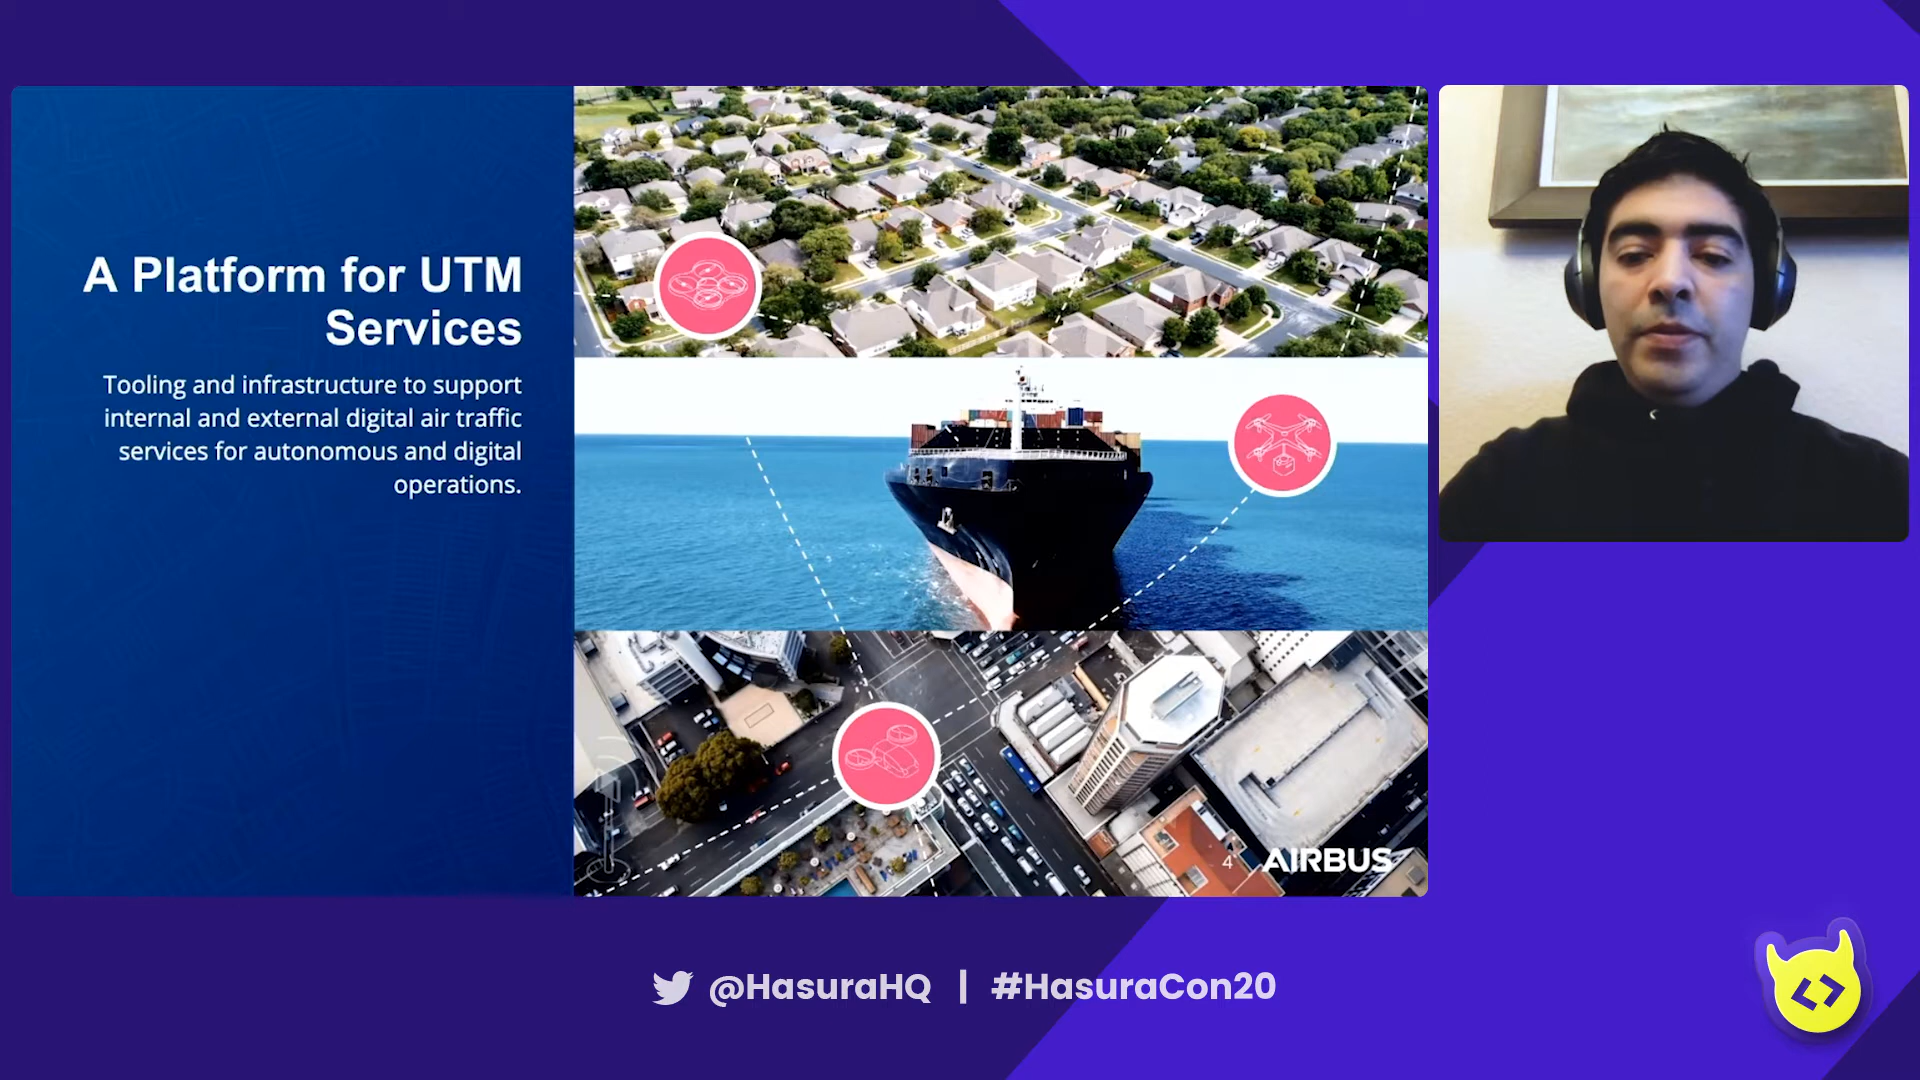 A Platform for UTM
Services
Tooling and infrastructure to support
internal and external digital air traffic
services for autonomous and digital
operations.
4
AIRBUS
@HasuraHQ | #HasuraCon20